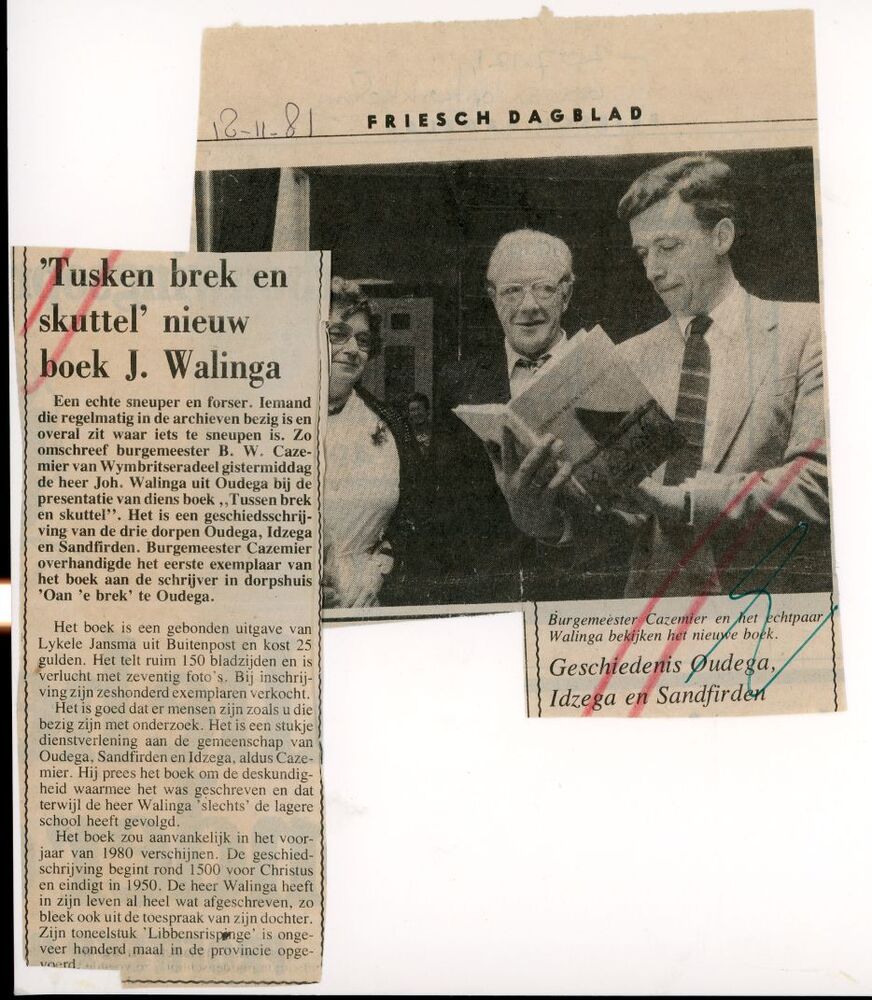 18-11-81
FRIESCH DAGBLAD
'Tusken brek en
skuttel' nieuw
boek J. Walinga
Een echte sneuper en forser. Iemand
die regelmatig in de archieven bezig is en
overal zit waar iets te sneupen is. Zo
omschreef burgemeester B. W. Caze-
mier van Wymbritseradeel gistermiddag
de heer Joh. Walinga uit Oudega bij de
presentatie van diens boek ,,Tussen brek
en skuttel''. Het is een geschiedsschrij-
ving van de drie dorpen Oudega, Idzega
en Sandfirden. Burgemeester Cazemier
overhandigde het eerste exemplaar van
het boek aan de schrijver in dorpshuis
'Oan 'e brek' te Oudega.
Het boek is een gebonden uitgave van
Lykele Jansma uit Buitenpost en kost 25
gulden. Het telt ruim 150 bladzijden en is
verlucht met zeventig foto's. Bij inschrij-
ving zijn zeshonderd exemplaren verkocht.
Het is goed dat er mensen zijn zoals u die
bezig zijn met onderzoek. Het is een stukje
dienstverlening aan de gemeenschap van
Oudega, Sandfirden en Idzega, aldus Caze-
mier. Hij prees het boek om de deskundig-
heid waarmee het was geschreven en dat
terwijl de heer Walinga 'slechts' de lagere
school heeft gevolgd.
Het boek zou aanvankelijk in het voor-
jaar van 1980 verschijnen. De geschied-
schrijving begint rond 1500 voor Christus
en eindigt in 1950. De heer Walinga heeft
in zijn leven al heel wat afgeschreven, zo
bleek ook uit de toespraak van zijn dochter.
Zijn toneelstuk 'Libbensrispinge' is onge-
veer honderd maal in de provincie opge-
voerd.
Burgemeester Cazemier en het echtpaar
Walinga bekijken het nieuwe boek.
Geschiedenis Oudega,
Idzega en Sandfirden